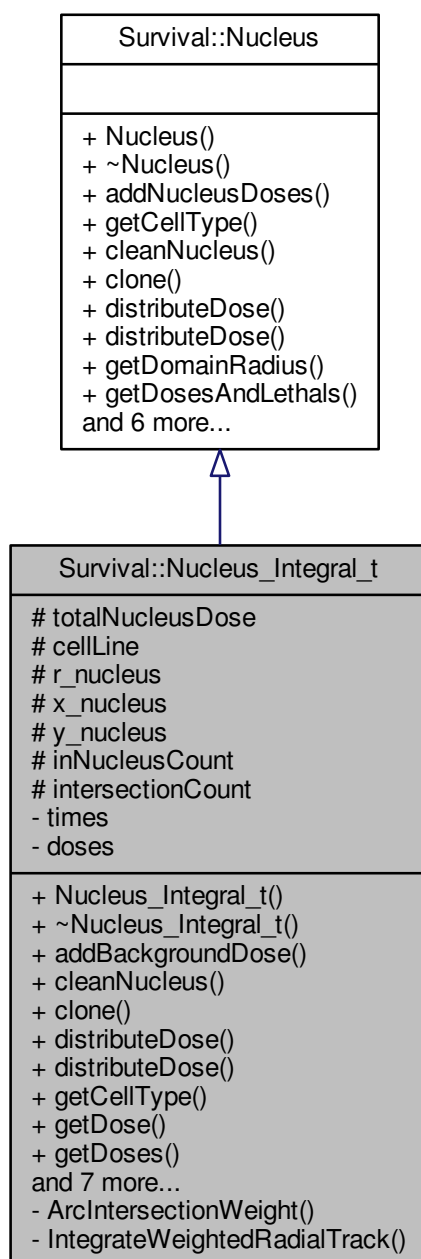 Survival::Nucleus
+ Nucleus()
+ ~Nucleus()
+ addNucleusDoses()
+ getCellType()
+ cleanNucleus()
+ clone()
+ distributeDose()
+ distributeDose()
+ getDomainRadius()
+ getDosesAndLethals()
and 6 more...
Survival::Nucleus_Integral_t
# totalNucleusDose
# cellLine
# r_nucleus
# x_nucleus
# y_nucleus
# inNucleusCount
# intersectionCount
- times
- doses
+ Nucleus_Integral_t()
+ ~Nucleus_Integral_t()
+ addBackgroundDose()
+ cleanNucleus()
+ clone()
+ distributeDose()
+ distributeDose()
+ getCellType()
+ getDose()
+ getDoses()
and 7 more...
- ArcIntersectionWeight()
- IntegrateWeightedRadialTrack()